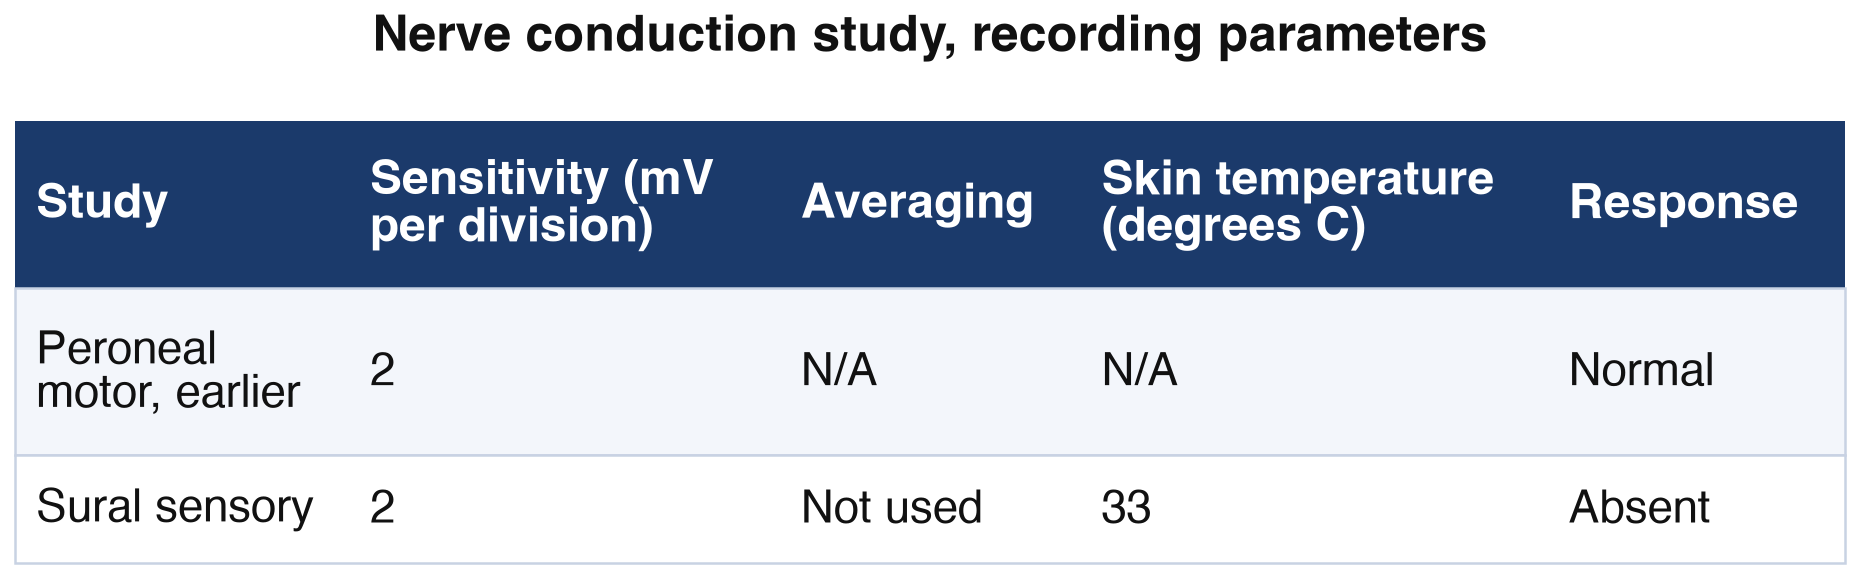 Nerve conduction study, recording parameters
Study
Sensitivity (mV
per division)
Averaging
Skin temperature
(degrees C)
Response
Peroneal
motor, earlier
2
N/A
N/A
Normal
Sural sensory
2
Not used
33
Absent